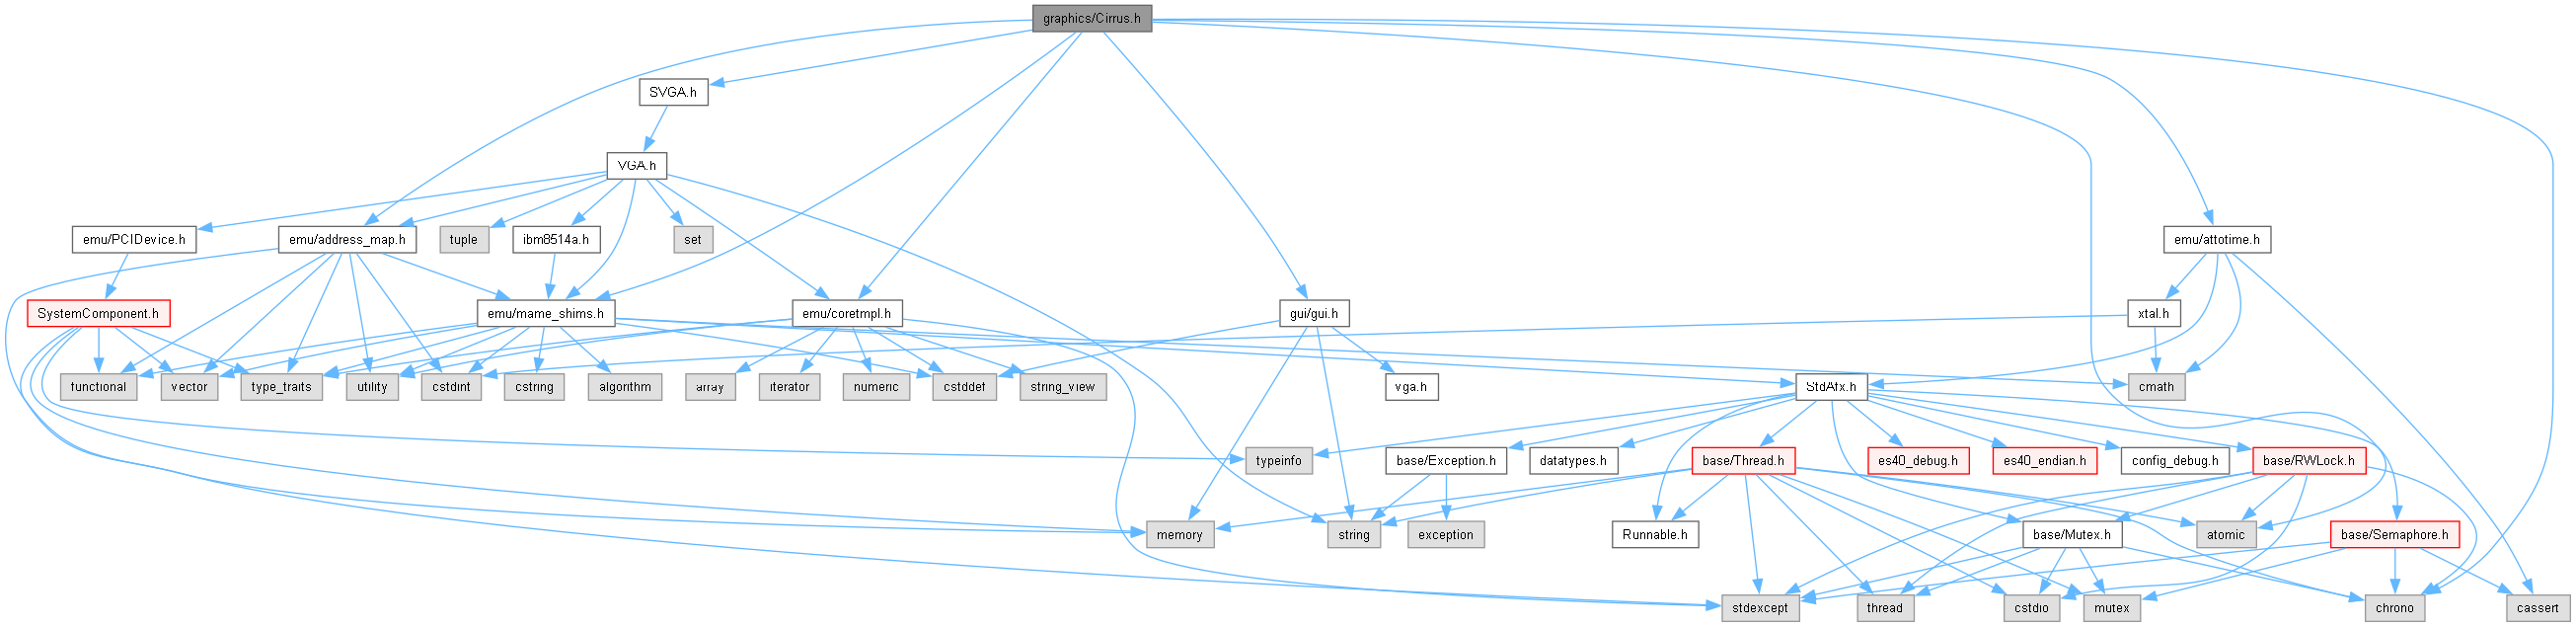 graphics/Cirrus.h
SVGA.h
VGA.h
emu/PCIDevice.h
emu/address_map.h
tuple
ibm8514a.h
set
emu/attotime.h
SystemComponent.h
emu/mame_shims.h
emu/coretmpl.h
gui/gui.h
xtal.h
functional
vector
type_traits
utility
cstdint
cstring
algorithm
array
iterator
numeric
cstddef
string_view
vga.h
StdAfx.h
cmath
typeinfo
base/Exception.h
datatypes.h
base/Thread.h
es40_debug.h
es40_endian.h
config_debug.h
base/RWLock.h
memory
string
exception
Runnable.h
base/Mutex.h
atomic
base/Semaphore.h
stdexcept
thread
cstdio
mutex
chrono
cassert